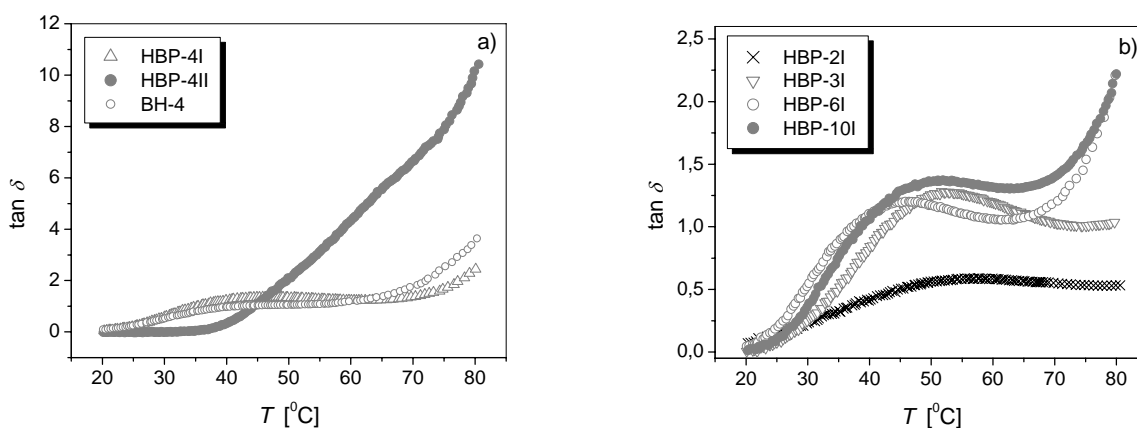 a)
HBP-4I
HBP-4II
BH-4
12
10
8
6
4
2
0
tan δ
20 30 40 50 60 70 80
T [⁰C]
b)
HBP-2I
HBP-3I
HBP-6I
HBP-10I
2,5
2,0
1,5
1,0
0,5
0,0
tan δ
20 30 40 50 60 70 80
T [⁰C]